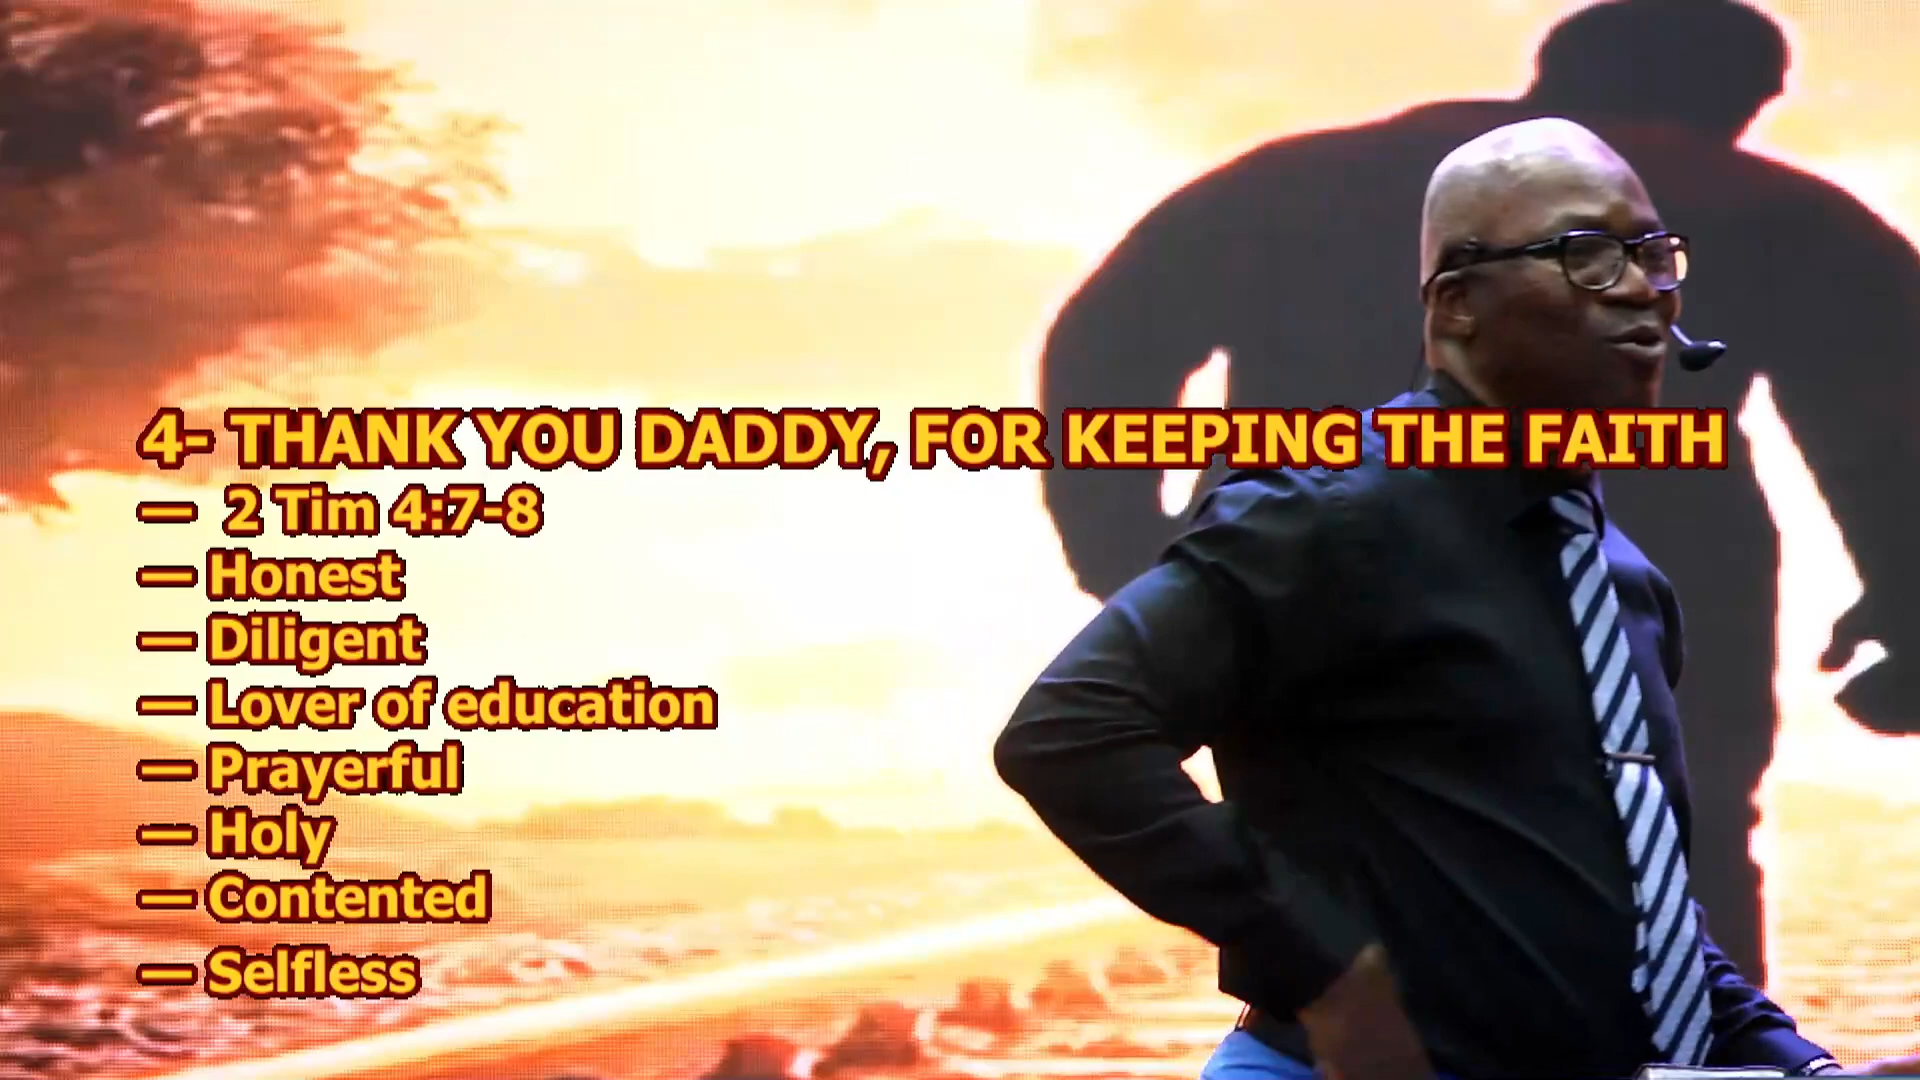 4- THANK YOU DADDY, FOR KEEPING THE FAITH
— 2 Tim 4:7-8
— Honest
— Diligent
— Lover of education
— Prayerful
— Holy
— Contented
— Selfless